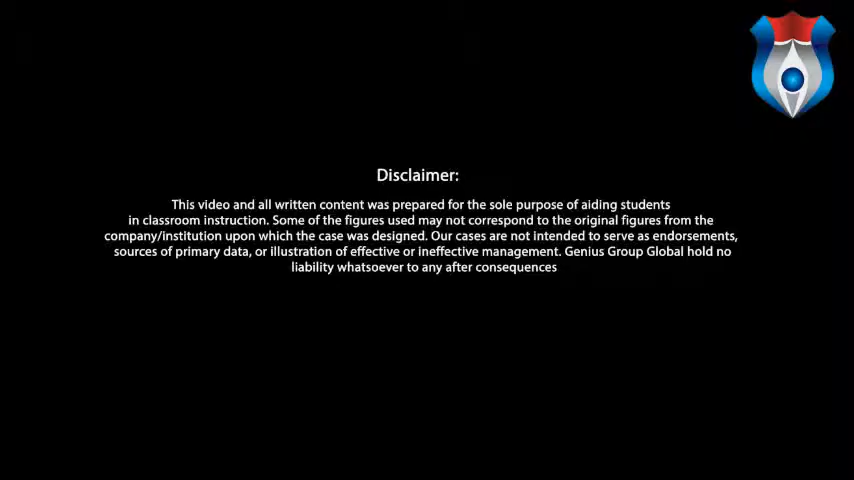 Disclaimer:
This video and all written content was prepared for the sole purpose of aiding students
in classroom instruction. Some of the figures used may not correspond to the original figures from the
company/institution upon which the case was designed. Our cases are not intended to serve as endorsements,
sources of primary data, or illustration of effective or ineffective management. Genius Group Global hold no
liability whatsoever to any after consequences